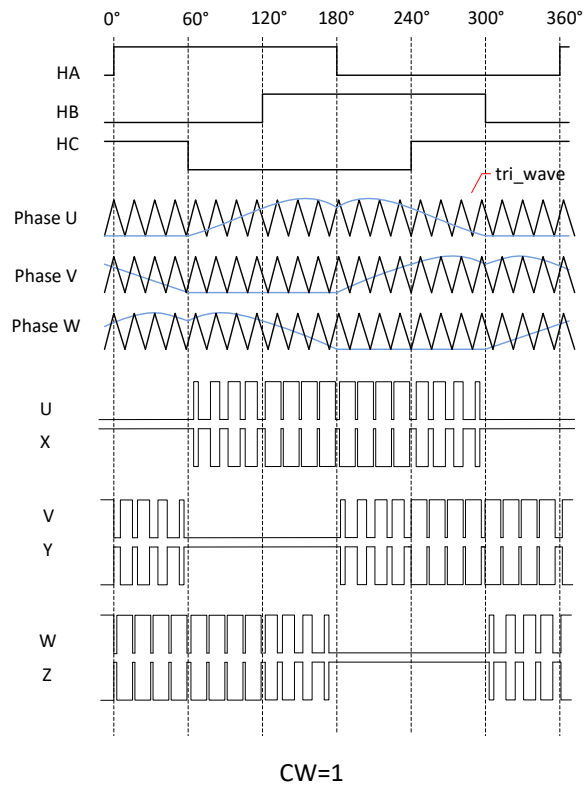 0° 60° 120° 180° 240° 300° 360°
HA
HB
HC
tri_wave
Phase U
Phase V
Phase W
U
X
V
Y
W
Z
CW=1